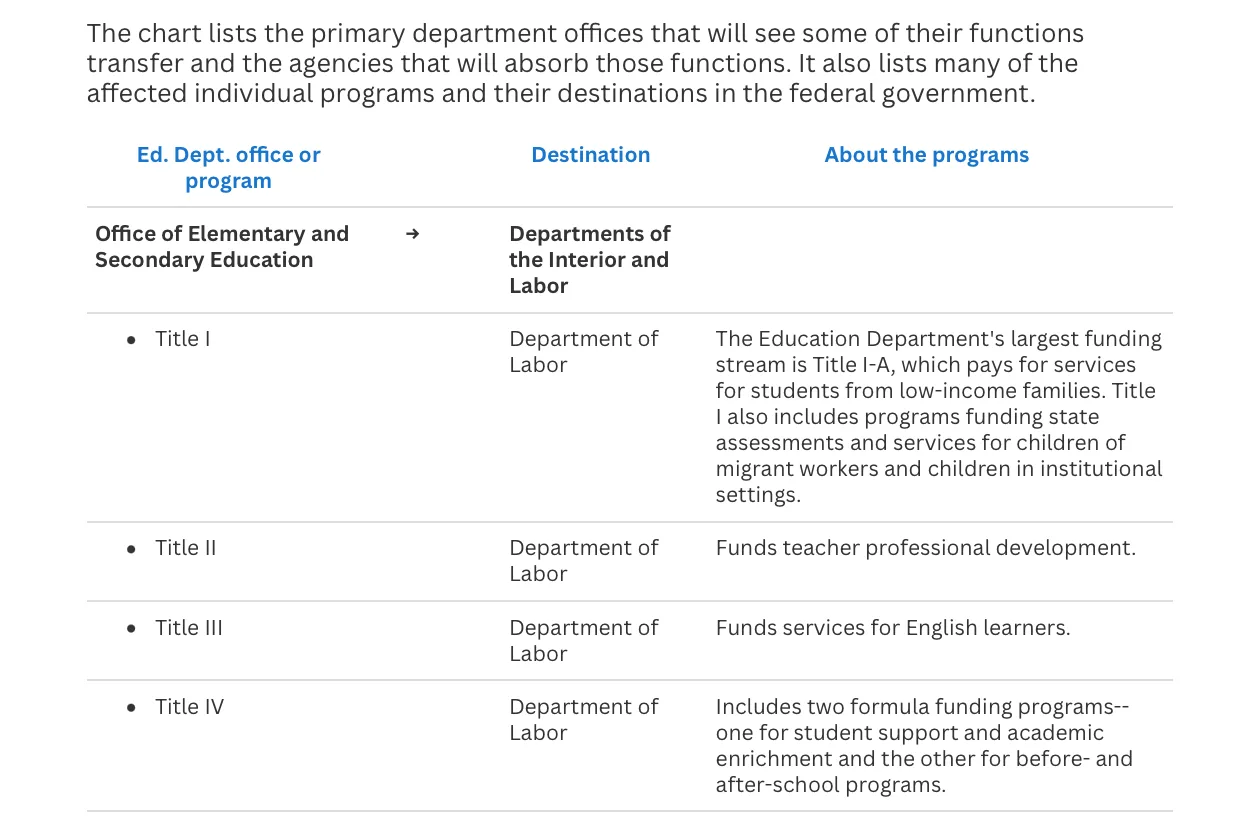 The chart lists the primary department offices that will see some of their functions
transfer and the agencies that will absorb those functions. It also lists many of the
affected individual programs and their destinations in the federal government.
Ed. Dept. office or
program
Destination
About the programs
Office of Elementary and
Secondary Education
→
Departments of
the Interior and
Labor
• Title I
Department of
Labor
The Education Department's largest funding
stream is Title I-A, which pays for services
for students from low-income families. Title
I also includes programs funding state
assessments and services for children of
migrant workers and children in institutional
settings.
• Title II
Department of
Labor
Funds teacher professional development.
• Title III
Department of
Labor
Funds services for English learners.
• Title IV
Department of
Labor
Includes two formula funding programs--
one for student support and academic
enrichment and the other for before- and
after-school programs.